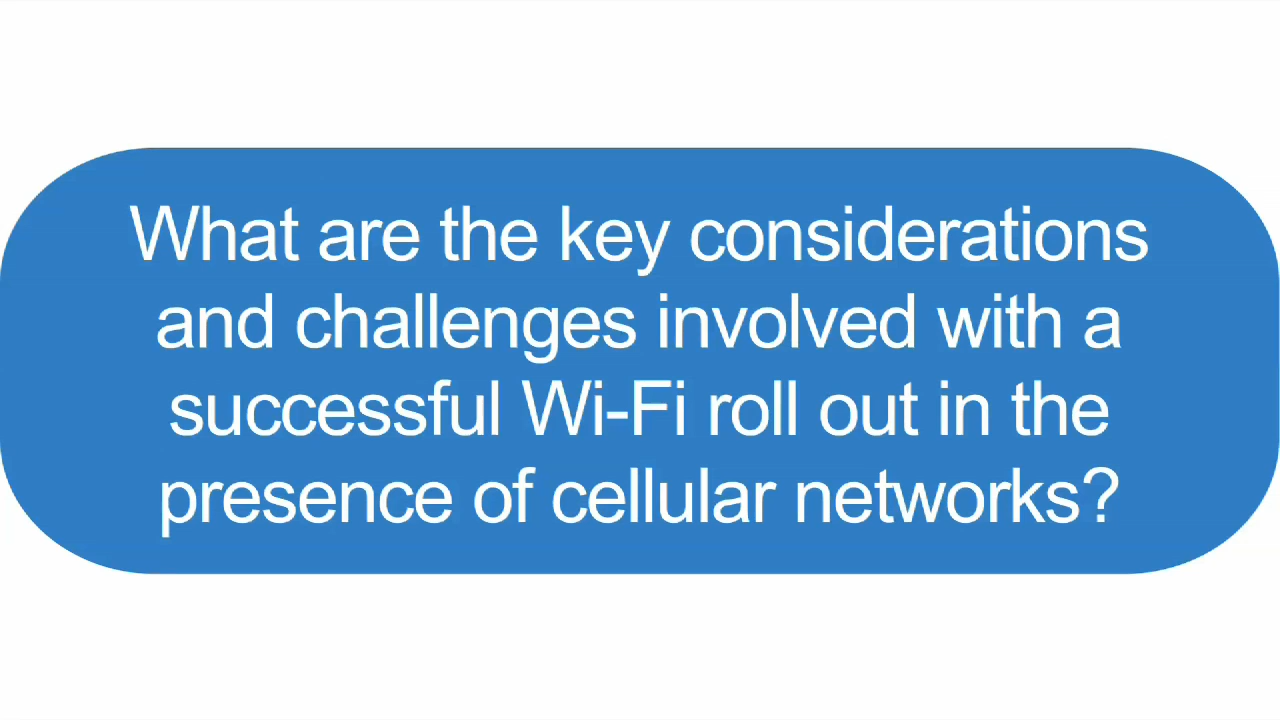 What are the key considerations
and challenges involved with a
successful Wi-Fi roll out in the
presence of cellular networks?